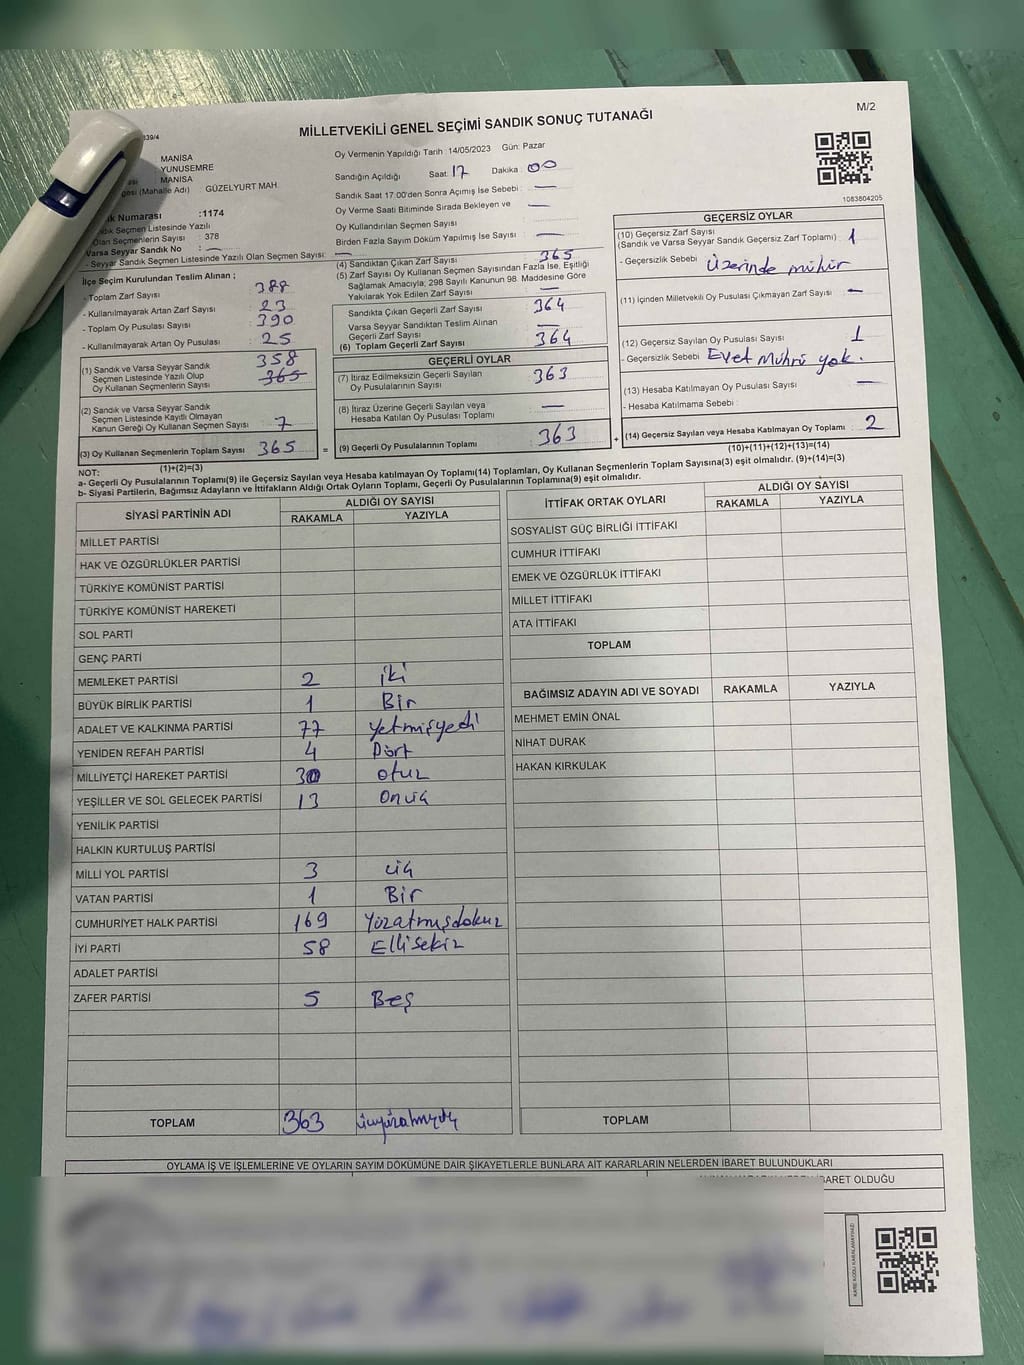 M/2
139/4
MİLLETVEKİLİ GENEL SEÇİMİ SANDIK SONUÇ TUTANAĞI
MANİSA
YUNUSEMRE
MANİSA
(Mahalle Adı) GÜZELYURT MAH.
Numarası :1174
Seçmen Listesinde Yazılı
Olan Seçmenlerin Sayısı : 378
Varsa Seyyar Sandık No : —
- Seyyar Sandık Seçmen Listesinde Yazılı Olan Seçmen Sayısı: —
Oy Vermenin Yapıldığı Tarih :14/05/2023 Gün: Pazar
Sandığın Açıldığı Saat: 17 Dakika : 00
Sandık Saat 17:00'den Sonra Açımış İse Sebebi : —
Oy Verme Saati Bitiminde Sırada Bekleyen ve —
Oy Kullandırılan Seçmen Sayısı :
Birden Fazla Sayım Döküm Yapılmış İse Sayısı : —
1083804205
İlçe Seçim Kurulundan Teslim Alınan ;
- Toplam Zarf Sayısı : 388
- Kullanılmayarak Artan Zarf Sayısı : 23
- Toplam Oy Pusulası Sayısı : 390
- Kullanılmayarak Artan Oy Pusulası : 25
(1) Sandık ve Varsa Seyyar Sandık 358
Seçmen Listesinde Yazılı Olup 365
Oy Kullanan Seçmenlerin Sayısı
(2) Sandık ve Varsa Seyyar Sandık
Seçmen Listesinde Kayıtlı Olmayan
Kanun Gereği Oy Kullanan Seçmen Sayısı 7
(3) Oy Kullanan Seçmenlerin Toplam Sayısı 365
(1)+(2)=(3)
(4) Sandıktan Çıkan Zarf Sayısı : 365
(5) Zarf Sayısı Oy Kullanan Seçmen Sayısından Fazla İse, Eşitliği
Sağlamak Amacıyla; 298 Sayılı Kanunun 98. Maddesine Göre
Yakılarak Yok Edilen Zarf Sayısı : —
Sandıkta Çıkan Geçerli Zarf Sayısı : 364
Varsa Seyyar Sandıktan Teslim Alınan
Geçerli Zarf Sayısı : —
(6) Toplam Geçerli Zarf Sayısı : 364
GEÇERLİ OYLAR
(7) İtiraz Edilmeksizin Geçerli Sayılan
Oy Pusulalarının Sayısı : 363
(8) İtiraz Üzerine Geçerli Sayılan veya
Hesaba Katılan Oy Pusulası Toplamı —
= (9) Geçerli Oy Pusulalarının Toplamı : 363 +
GEÇERSİZ OYLAR
(10) Geçersiz Zarf Sayısı
(Sandık ve Varsa Seyyar Sandık Geçersiz Zarf Toplamı) : 1
- Geçersizlik Sebebi : Üzerinde mühür
(11) İçinden Milletvekili Oy Pusulası Çıkmayan Zarf Sayısı : —
(12) Geçersiz Sayılan Oy Pusulası Sayısı 1
- Geçersizlik Sebebi : Evet Mührü yok.
(13) Hesaba Katılmayan Oy Pusulası Sayısı —
- Hesaba Katılmama Sebebi :
(14) Geçersiz Sayılan veya Hesaba Katılmayan Oy Toplamı : 2
(10)+(11)+(12)+(13)=(14)
NOT:
a- Geçerli Oy Pusulalarının Toplamı(9) ile Geçersiz Sayılan veya Hesaba katılmayan Oy Toplamı(14) Toplamları, Oy Kullanan Seçmenlerin Toplam Sayısına(3) eşit olmalıdır. (9)+(14)=(3)
b- Siyasi Partilerin, Bağımsız Adayların ve İttifakların Aldığı Ortak Oyların Toplamı, Geçerli Oy Pusulalarının Toplamına(9) eşit olmalıdır.
SİYASİ PARTİNİN ADI ALDIĞI OY SAYISI
RAKAMLA YAZIYLA
MİLLET PARTİSİ
HAK VE ÖZGÜRLÜKLER PARTİSİ
TÜRKİYE KOMÜNİST PARTİSİ
TÜRKİYE KOMÜNİST HAREKETİ
SOL PARTİ
GENÇ PARTİ
MEMLEKET PARTİSİ 2 iki
BÜYÜK BİRLİK PARTİSİ 1 Bir
ADALET VE KALKINMA PARTİSİ 77 Yetmişyedi
YENİDEN REFAH PARTİSİ 4 Dört
MİLLİYETÇİ HAREKET PARTİSİ 30 otuz
YEŞİLLER VE SOL GELECEK PARTİSİ 13 Onüç
YENİLİK PARTİSİ
HALKIN KURTULUŞ PARTİSİ
MİLLİ YOL PARTİSİ 3 üç
VATAN PARTİSİ 1 Bir
CUMHURİYET HALK PARTİSİ 169 Yüzatmışdokuz
İYİ PARTİ 58 Ellisekiz
ADALET PARTİSİ
ZAFER PARTİSİ 5 Beş
TOPLAM 363 üçyüzatmışüç
İTTİFAK ORTAK OYLARI ALDIĞI OY SAYISI
RAKAMLA YAZIYLA
SOSYALİST GÜÇ BİRLİĞİ İTTİFAKI
CUMHUR İTTİFAKI
EMEK VE ÖZGÜRLÜK İTTİFAKI
MİLLET İTTİFAKI
ATA İTTİFAKI
TOPLAM
BAĞIMSIZ ADAYIN ADI VE SOYADI RAKAMLA YAZIYLA
MEHMET EMİN ÖNAL
NİHAT DURAK
HAKAN KIRKULAK
TOPLAM
OYLAMA İŞ VE İŞLEMLERİNE VE OYLARIN SAYIM DÖKÜMÜNE DAİR ŞİKAYETLERLE BUNLARA AİT KARARLARIN NELERDEN İBARET BULUNDUKLARI
İBARET OLDUĞU